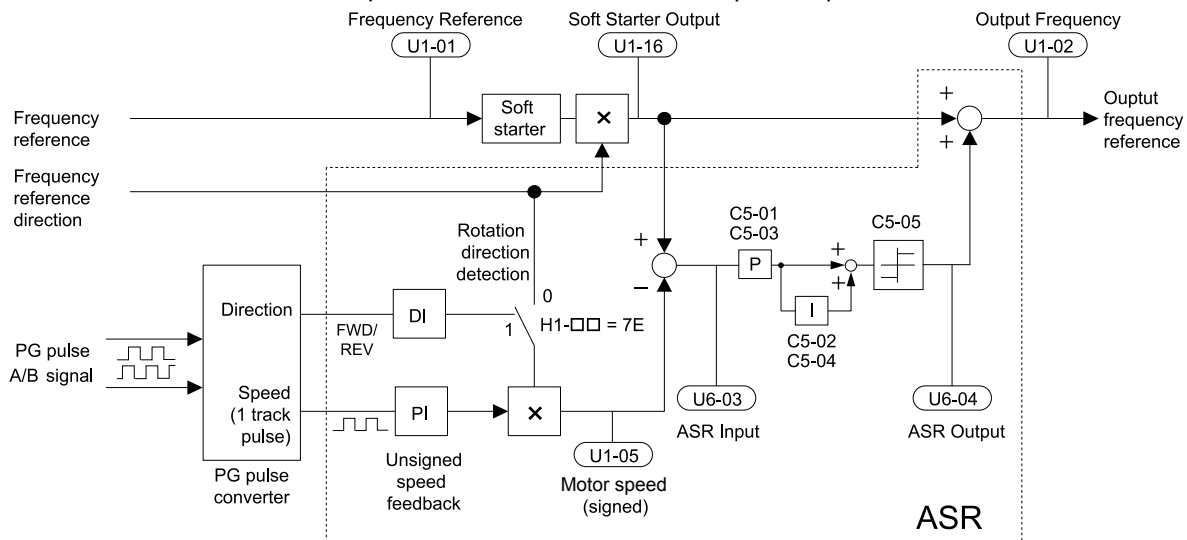 Frequency Reference
U1-01
Soft Starter Output
U1-16
Output Frequency
U1-02
Frequency
reference
Soft
starter
×
+
+
Ouptut
frequency
reference
Frequency
reference
direction
Rotation
direction
detection
C5-01
C5-03
C5-05
+
−
P
+
+
I
C5-02
C5-04
0
1
H1-□□ = 7E
Direction
FWD/
REV
DI
PG pulse
A/B signal
Speed
(1 track
pulse)
PI
×
U6-03
ASR Input
U6-04
ASR Output
U1-05
Motor speed
(signed)
Unsigned
speed
feedback
PG pulse
converter
ASR